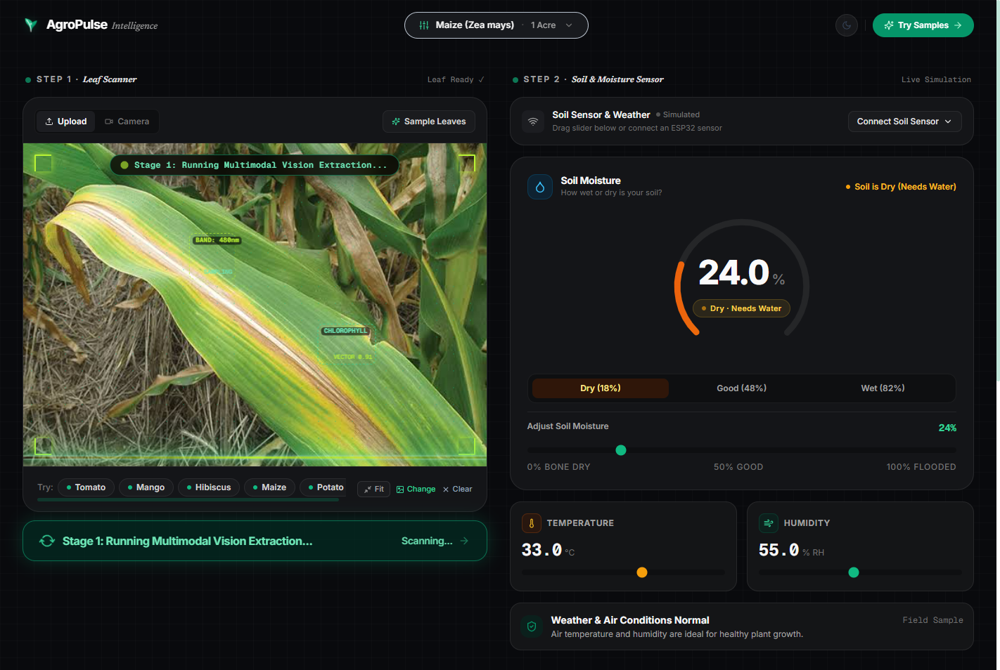 AgroPulse Intelligence
Maize (Zea mays) · 1 Acre
Try Samples →
STEP 1 · Leaf Scanner
Leaf Ready ✓
Upload
Camera
Sample Leaves
Stage 1: Running Multimodal Vision Extraction...
BAND: 480nm
CHLOROPHYLL
VECTOR 0.91
Try:
Tomato
Mango
Hibiscus
Maize
Potato
Fit
Change
Clear
Stage 1: Running Multimodal Vision Extraction...
Scanning... →
STEP 2 · Soil & Moisture Sensor
Live Simulation
Soil Sensor & Weather
Simulated
Drag slider below or connect an ESP32 sensor
Connect Soil Sensor
Soil Moisture
How wet or dry is your soil?
Soil is Dry (Needs Water)
24.0 %
Dry · Needs Water
Dry (18%)
Good (48%)
Wet (82%)
Adjust Soil Moisture
24%
0% BONE DRY
50% GOOD
100% FLOODED
TEMPERATURE
33.0 °C
HUMIDITY
55.0 % RH
Weather & Air Conditions Normal
Field Sample
Air temperature and humidity are ideal for healthy plant growth.